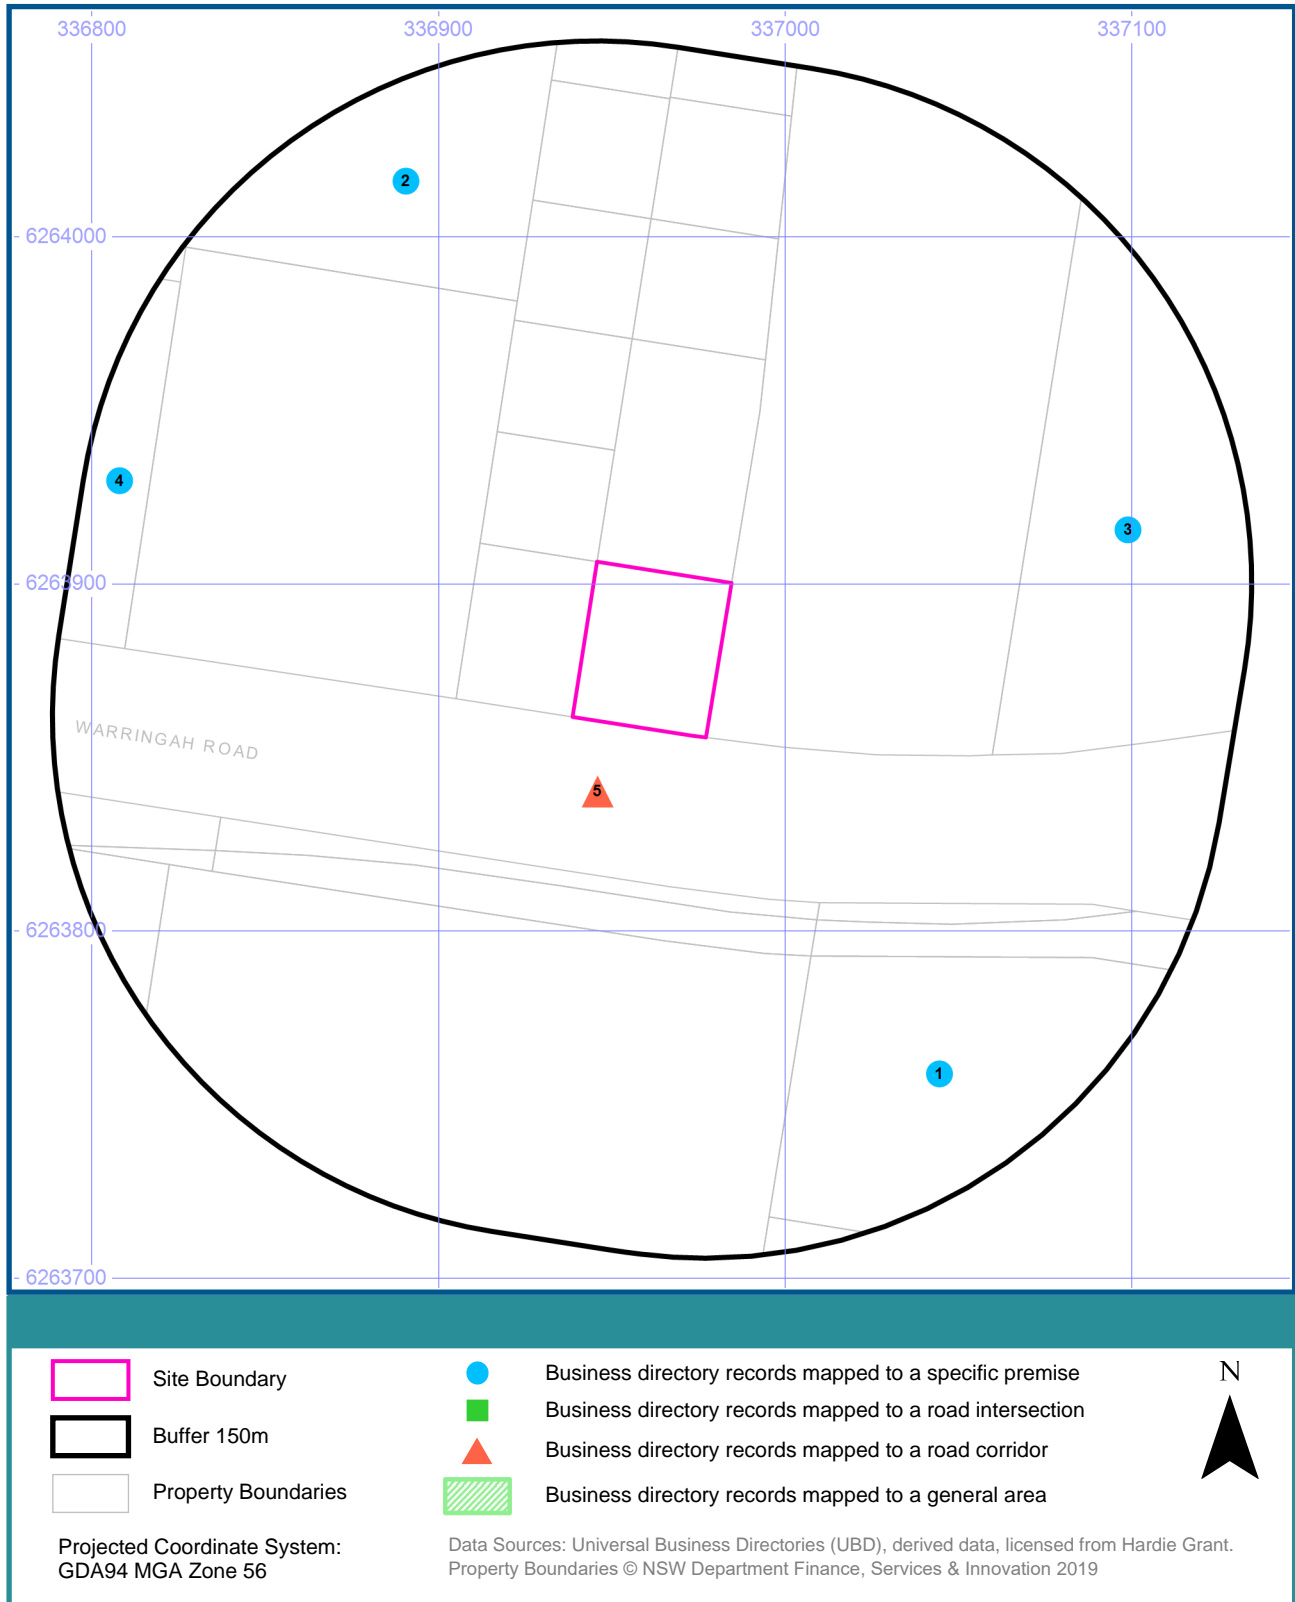 336800 336900 337000 337100
2
6264000
4
3
6263900
WARRINGAH ROAD
5
6263800
1
6263700
Site Boundary
Buffer 150m
Property Boundaries
Projected Coordinate System:
GDA94 MGA Zone 56
Business directory records mapped to a specific premise
Business directory records mapped to a road intersection
Business directory records mapped to a road corridor
Business directory records mapped to a general area
Data Sources: Universal Business Directories (UBD), derived data, licensed from Hardie Grant.
Property Boundaries © NSW Department Finance, Services & Innovation 2019
N